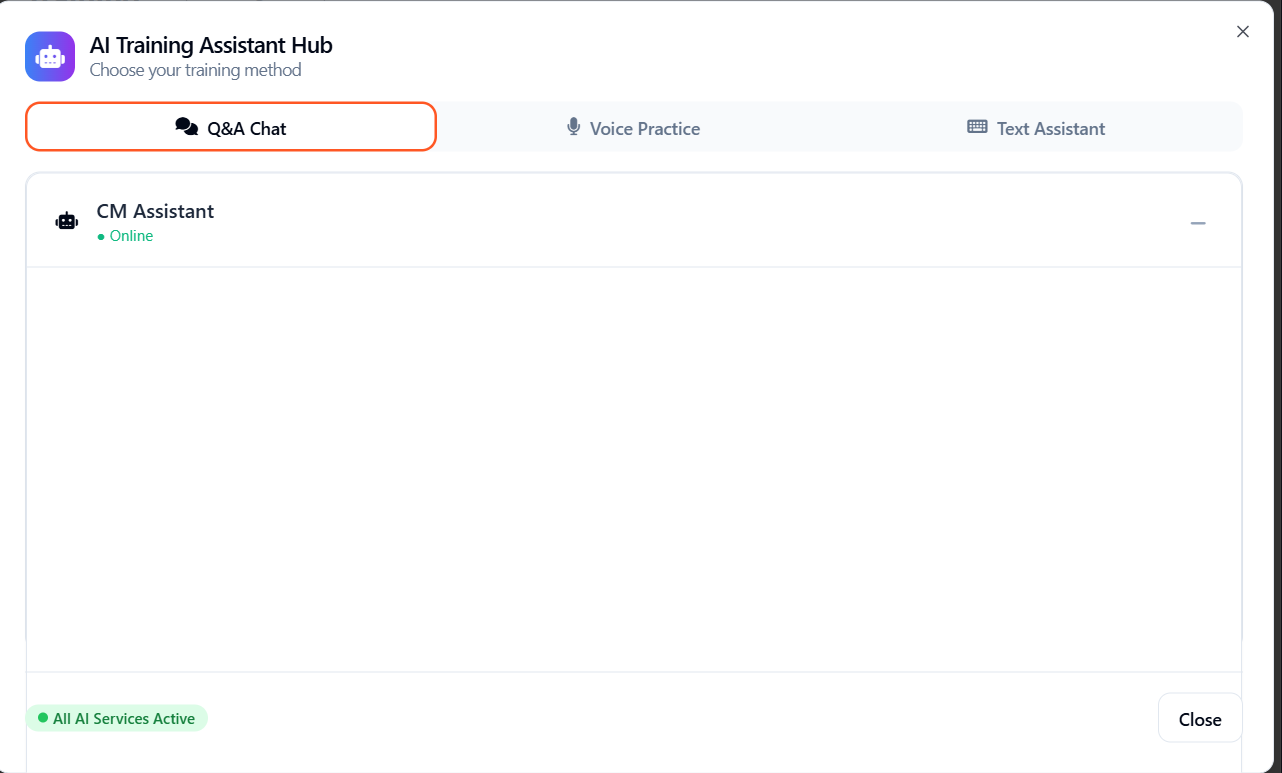 AI Training Assistant Hub
Choose your training method
Q&A Chat
Voice Practice
Text Assistant
CM Assistant
Online
All AI Services Active
Close